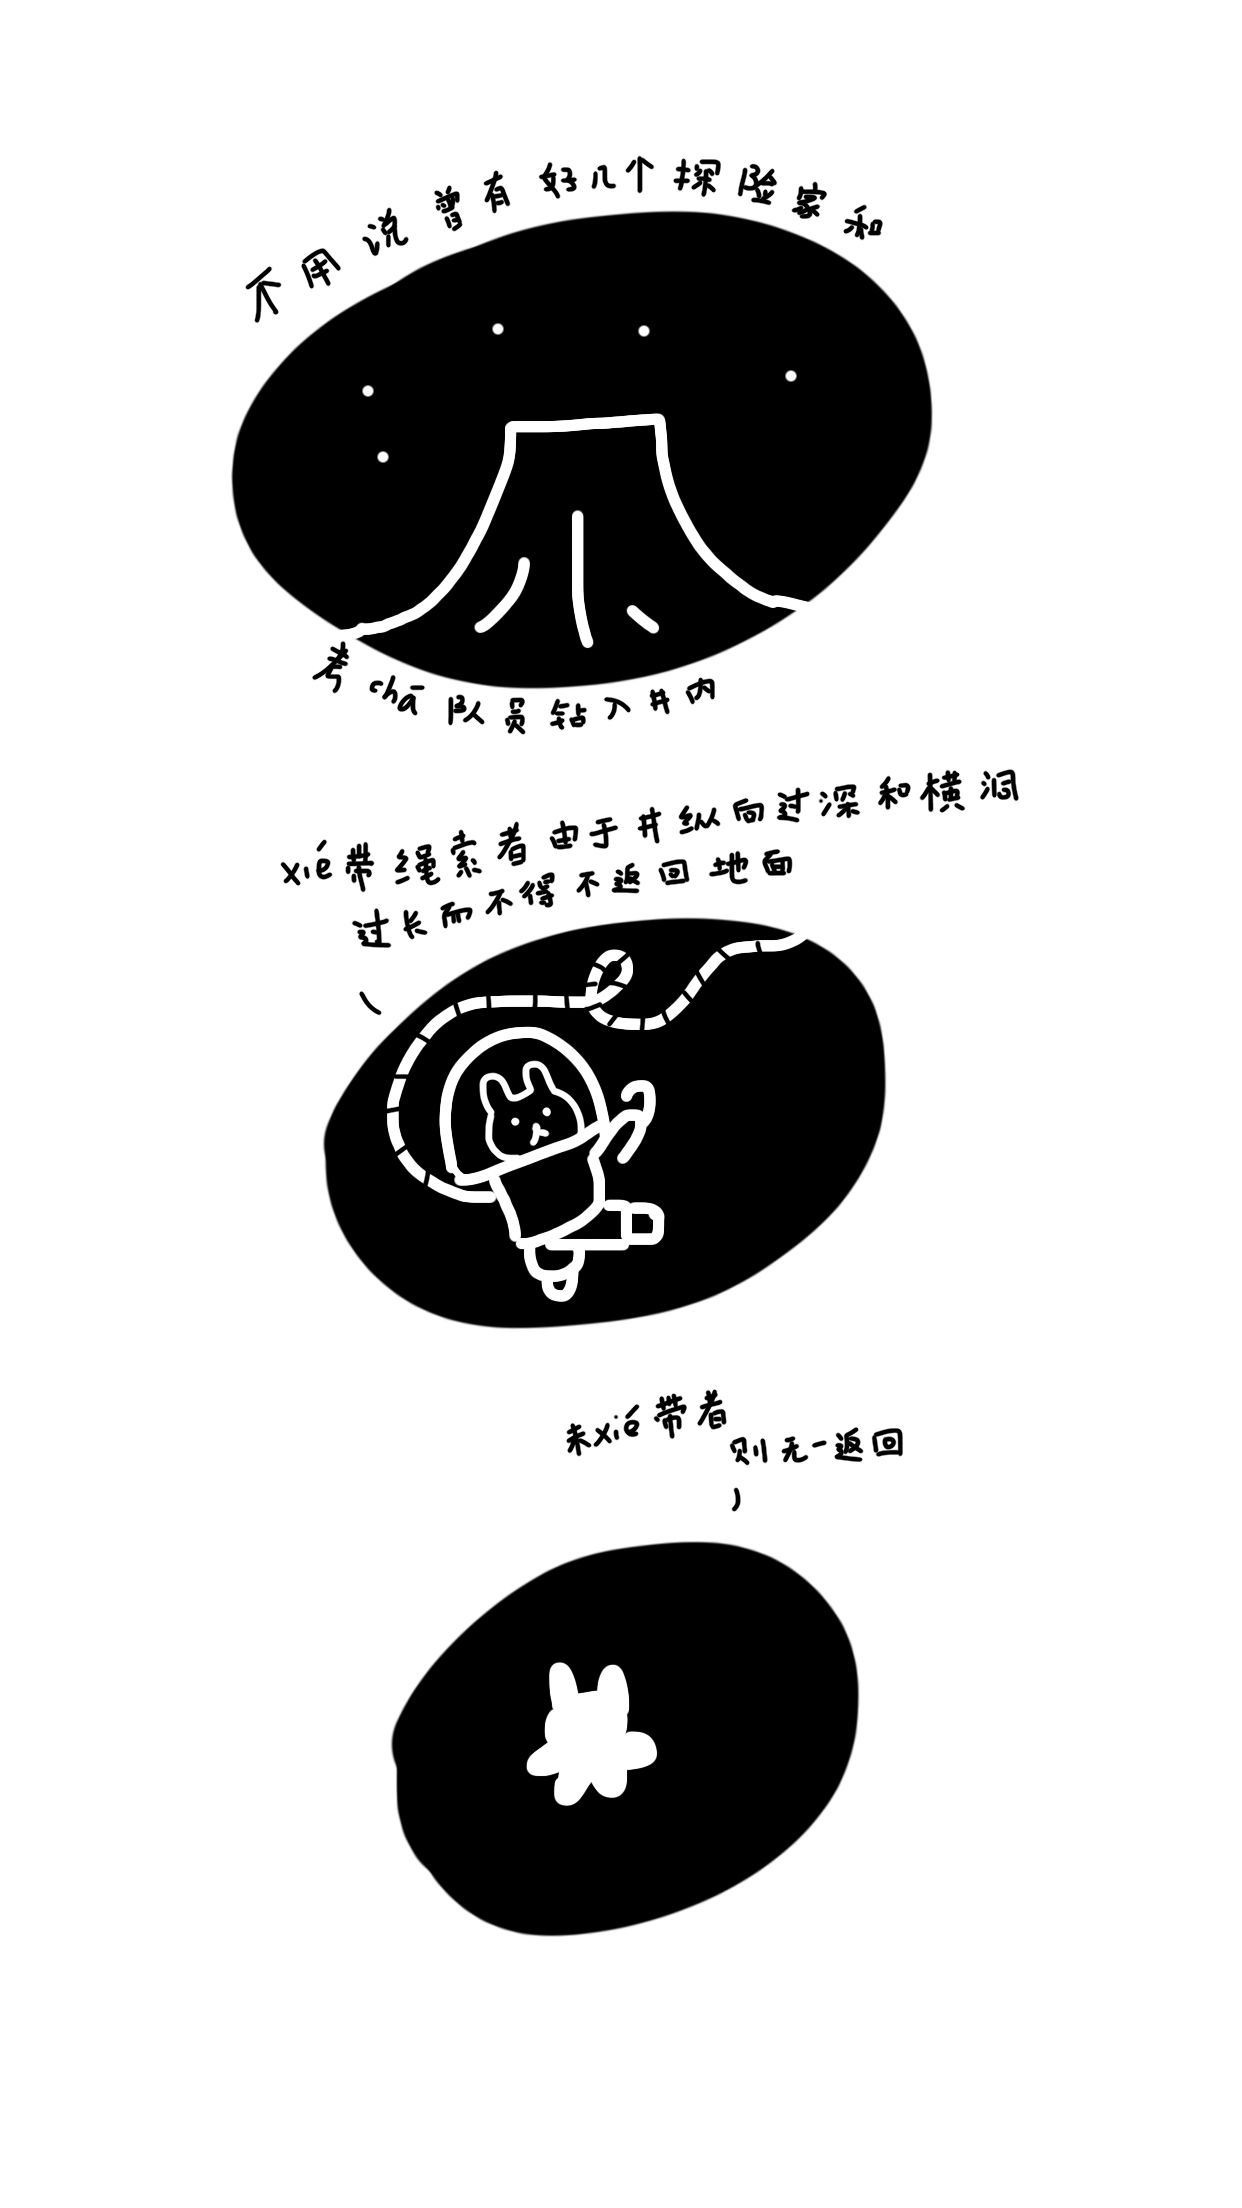 不用说曾有好几个探险家和
考chā队员钻入井内
xié带绳索者由于井纵向过深和横洞
过长而不得不返回地面
未xié带者
则无一返回